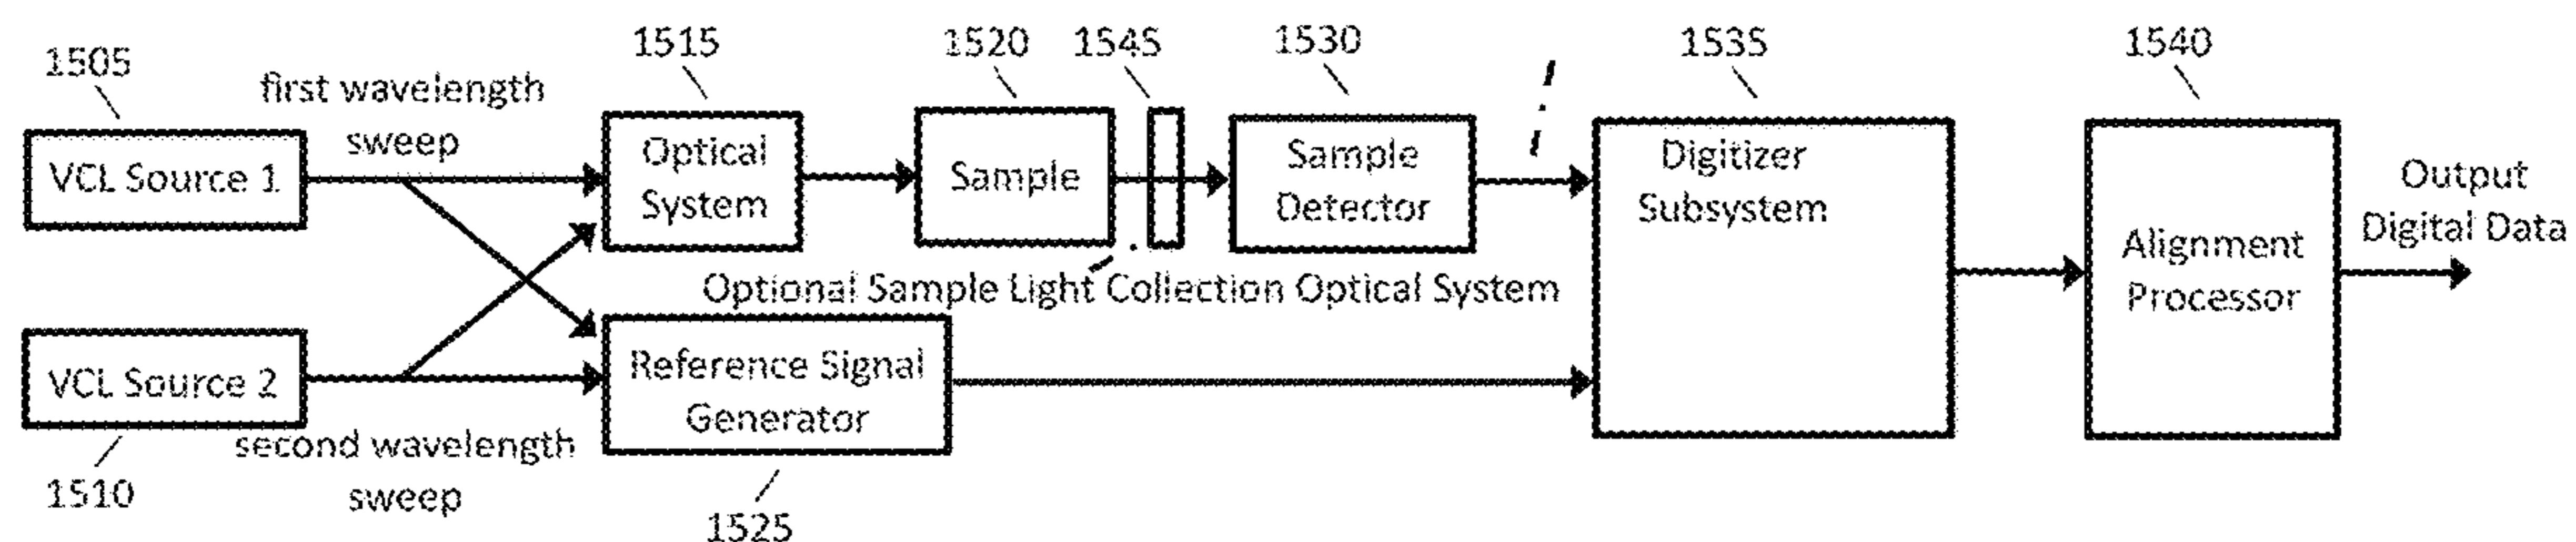 1505
first wavelength
sweep
VCL Source 1
1515
Optical
System
1520
Sample
1545
1530
Sample
Detector
1535
Digitizer
Subsystem
1540
Alignment
Processor
Output
Digital Data
Optional Sample Light Collection Optical System
VCL Source 2
1510
second wavelength
sweep
Reference Signal
Generator
1525